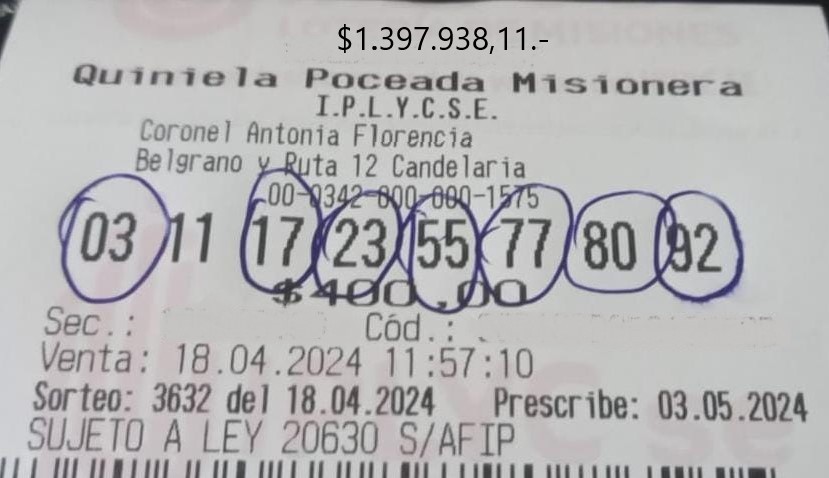 $1.397.938,11.-
Quiniela Poceada Misionera
I.P.L.Y.C.S.E.
Coronel Antonia Florencia
Belgrano y Ruta 12 Candelaria
00-0342-000-000-1575
03 11 17 23 55 77 80 92
$400,00
Sec.: Cód.:
Venta: 18.04.2024 11:57:10
Sorteo: 3632 del 18.04.2024 Prescribe: 03.05.2024
SUJETO A LEY 20630 S/AFIP